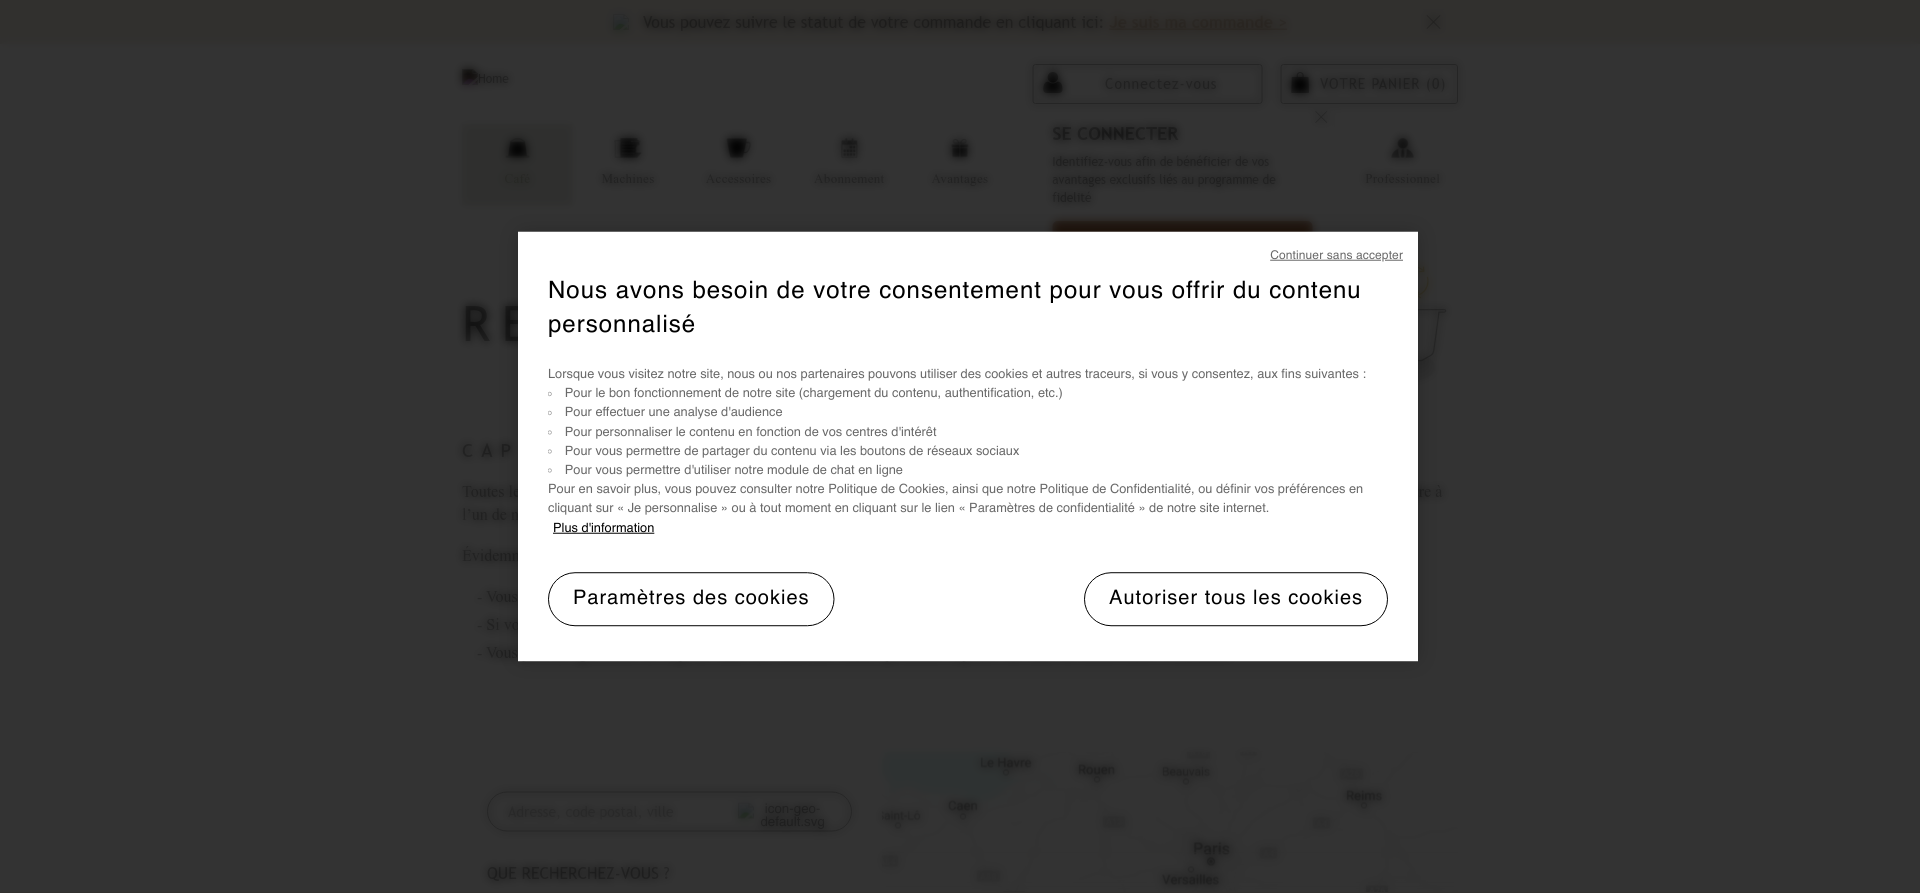 Vous pouvez suivre le statut de votre commande en cliquant ici: Je suis ma commande >
Home
Connectez-vous
VOTRE PANIER (0)
SE CONNECTER
Identifiez-vous afin de bénéficier de vos
avantages exclusifs liés au programme de
fidélité
Café
Machines
Accessoires
Abonnement
Avantages
Professionnel
Continuer sans accepter
Nous avons besoin de votre consentement pour vous offrir du contenu
personnalisé
Lorsque vous visitez notre site, nous ou nos partenaires pouvons utiliser des cookies et autres traceurs, si vous y consentez, aux fins suivantes :
Pour le bon fonctionnement de notre site (chargement du contenu, authentification, etc.)
Pour effectuer une analyse d'audience
Pour personnaliser le contenu en fonction de vos centres d'intérêt
Pour vous permettre de partager du contenu via les boutons de réseaux sociaux
Pour vous permettre d'utiliser notre module de chat en ligne
Pour en savoir plus, vous pouvez consulter notre Politique de Cookies, ainsi que notre Politique de Confidentialité, ou définir vos préférences en
cliquant sur « Je personnalise » ou à tout moment en cliquant sur le lien « Paramètres de confidentialité » de notre site internet.
Plus d'information
Paramètres des cookies
Autoriser tous les cookies
RE
CAP
Toutes
l'un de
- Vous
- Si
- Vous
Adresse, code postal, ville
icon-geo-
default.svg
QUE RECHERCHEZ-VOUS ?
Le Havre
Rouen
Beauvais
Reims
Caen
Saint-Lô
Paris
Versailles